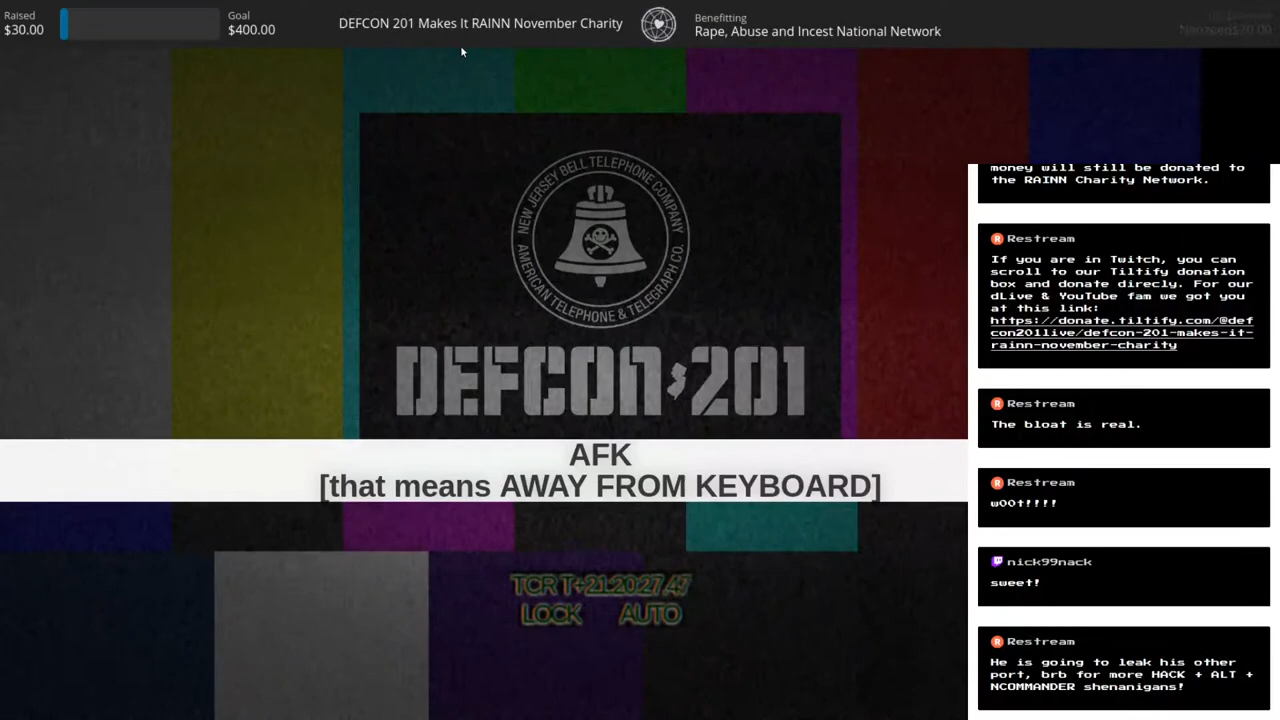 Raised
$30.00
Goal
$400.00
DEFCON 201 Makes It RAINN November Charity
Benefitting
Rape, Abuse and Incest National Network
NEW JERSEY BELL TELEPHONE COMPANY
AMERICAN TELEPHONE & TELEGRAPH CO.
DEFCON 201
AFK
[that means AWAY FROM KEYBOARD]
LOCK AUTO
money will still be donated to
the RAINN Charity Network.
Restream
If you are in Twitch, you can
scroll to our Tiltify donation
box and donate direcly. For our
dLive & YouTube fam we got you
at this link:
https://donate.tiltify.com/@def
con201live/defcon-201-makes-it-
rainn-november-charity
Restream
The bloat is real.
Restream
w00t!!!!
nick99nack
sweet!
Restream
He is going to leak his other
port, brb for more HACK + ALT +
NCOMMANDER shenanigans!